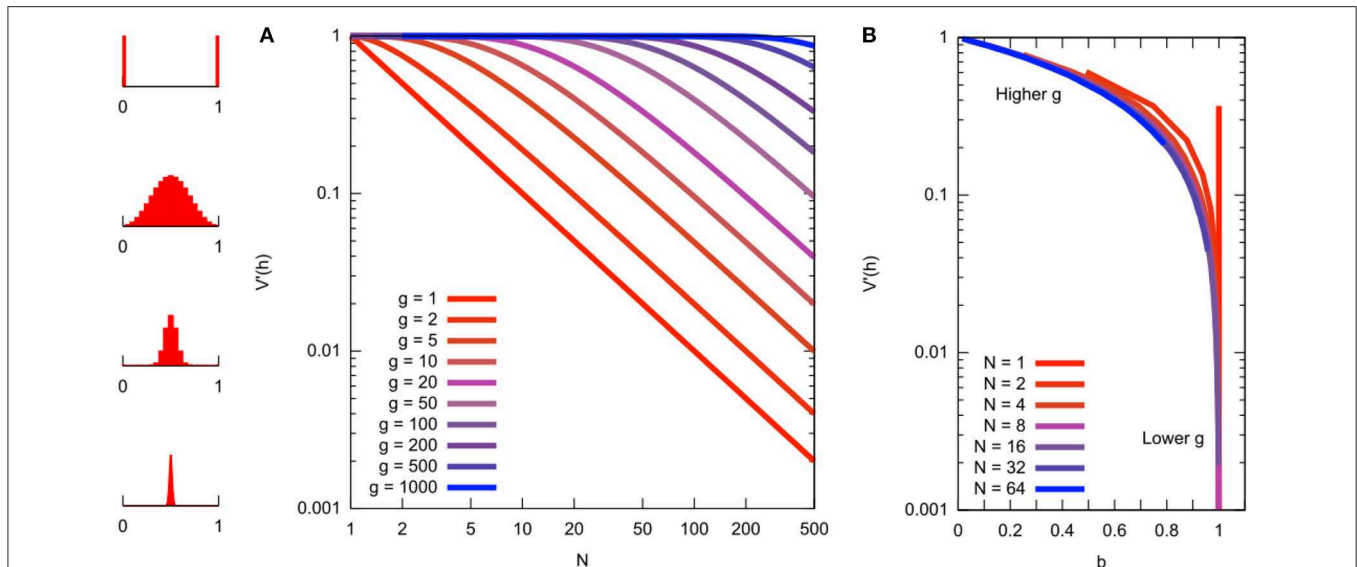 0 1
0 1
0 1
0 1
A
V'(h)
1
0.1
0.01
0.001
g = 1
g = 2
g = 5
g = 10
g = 20
g = 50
g = 100
g = 200
g = 500
g = 1000
1 2 5 10 20 50 100 200 500
N
B
V'(h)
1
0.1
0.01
0.001
Higher g
Lower g
N = 1
N = 2
N = 4
N = 8
N = 16
N = 32
N = 64
0 0.2 0.4 0.6 0.8 1
b